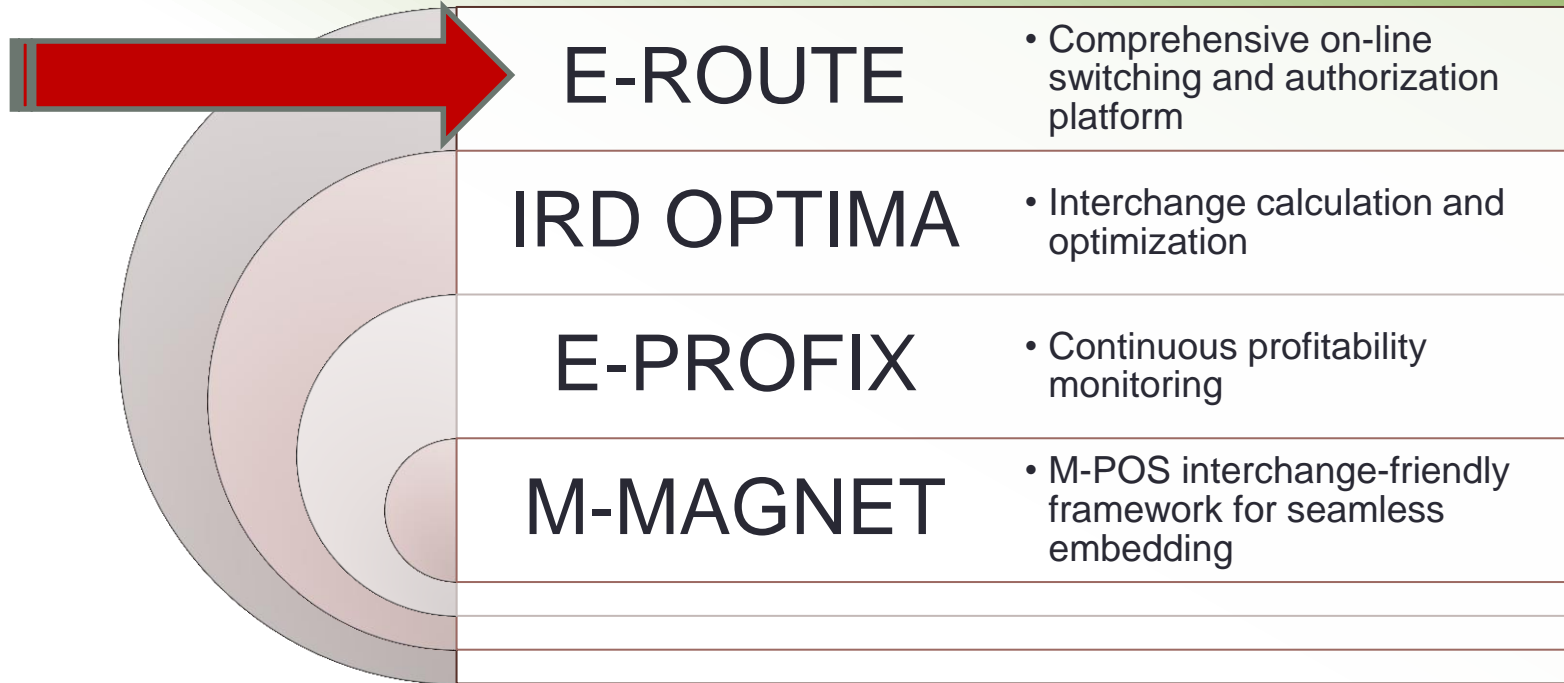 E-ROUTE
• Comprehensive on-line
switching and authorization
platform
IRD OPTIMA
• Interchange calculation and
optimization
E-PROFIX
• Continuous profitability
monitoring
M-MAGNET
• M-POS interchange-friendly
framework for seamless
embedding